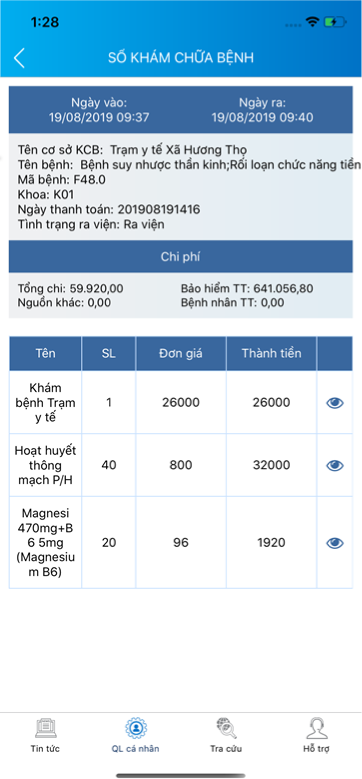 1:28
SỔ KHÁM CHỮA BỆNH
Ngày vào:
19/08/2019 09:37
Ngày ra:
19/08/2019 09:40
Tên cơ sở KCB: Trạm y tế Xã Hương Thọ
Tên bệnh: Bệnh suy nhược thần kinh;Rối loạn chức năng tiền
Mã bệnh: F48.0
Khoa: K01
Ngày thanh toán: 201908191416
Tình trạng ra viện: Ra viện
Chi phí
Tổng chi: 59.920,00
Bảo hiểm TT: 641.056,80
Nguồn khác: 0,00
Bệnh nhân TT: 0,00
Tên SL Đơn giá Thành tiền
Khám
bệnh Trạm
y tế
1 26000 26000
Hoạt huyết
thông
mạch P/H
40 800 32000
Magnesi
470mg+B
6 5mg
(Magnesiu
m B6)
20 96 1920
Tin tức
QL cá nhân
Tra cứu
Hỗ trợ